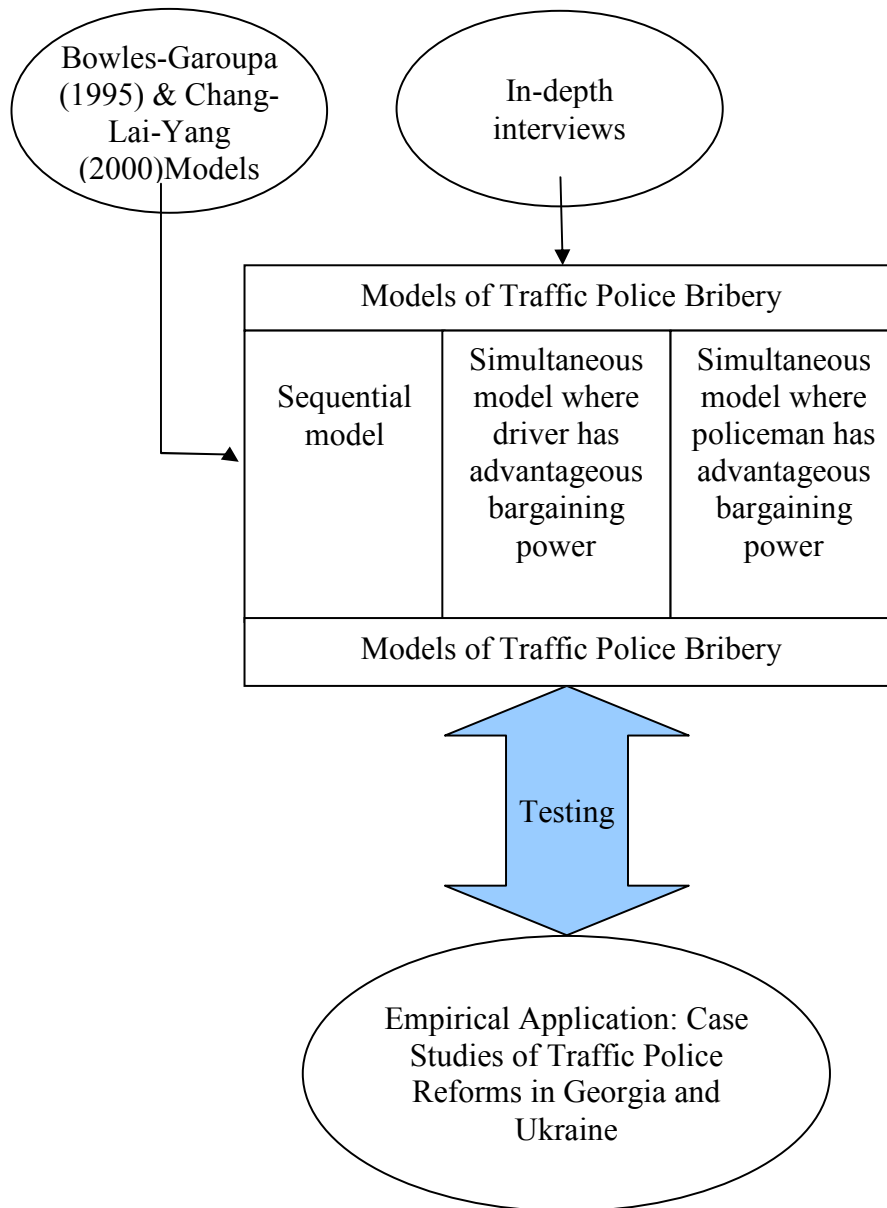 Bowles-Garoupa
(1995) & Chang-
Lai-Yang
(2000)Models
In-depth
interviews
Models of Traffic Police Bribery
Sequential
model
Simultaneous
model where
driver has
advantageous
bargaining
power
Simultaneous
model where
policeman has
advantageous
bargaining
power
Models of Traffic Police Bribery
Testing
Empirical Application: Case
Studies of Traffic Police
Reforms in Georgia and
Ukraine